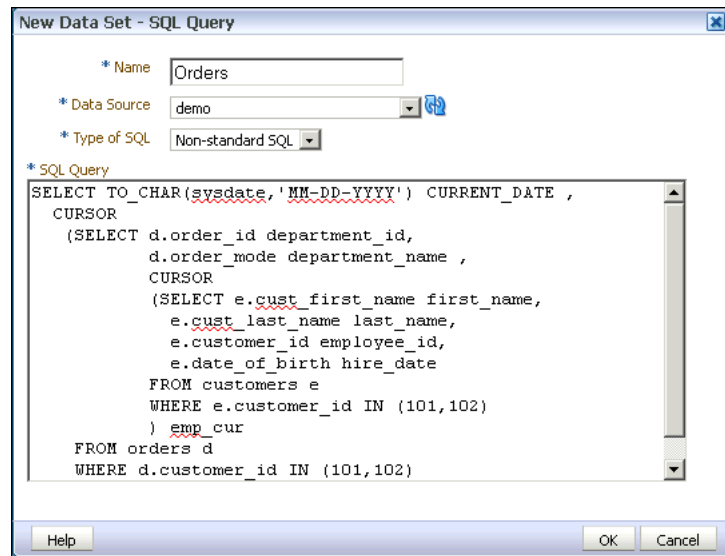 New Data Set - SQL Query
* Name Orders
* Data Source demo
* Type of SQL Non-standard SQL
* SQL Query
SELECT TO_CHAR(sysdate,'MM-DD-YYYY') CURRENT_DATE ,
CURSOR
(SELECT d.order_id department_id,
d.order_mode department_name ,
CURSOR
(SELECT e.cust_first_name first_name,
e.cust_last_name last_name,
e.customer_id employee_id,
e.date_of_birth hire_date
FROM customers e
WHERE e.customer_id IN (101,102)
) emp_cur
FROM orders d
WHERE d.customer_id IN (101,102)
Help OK Cancel